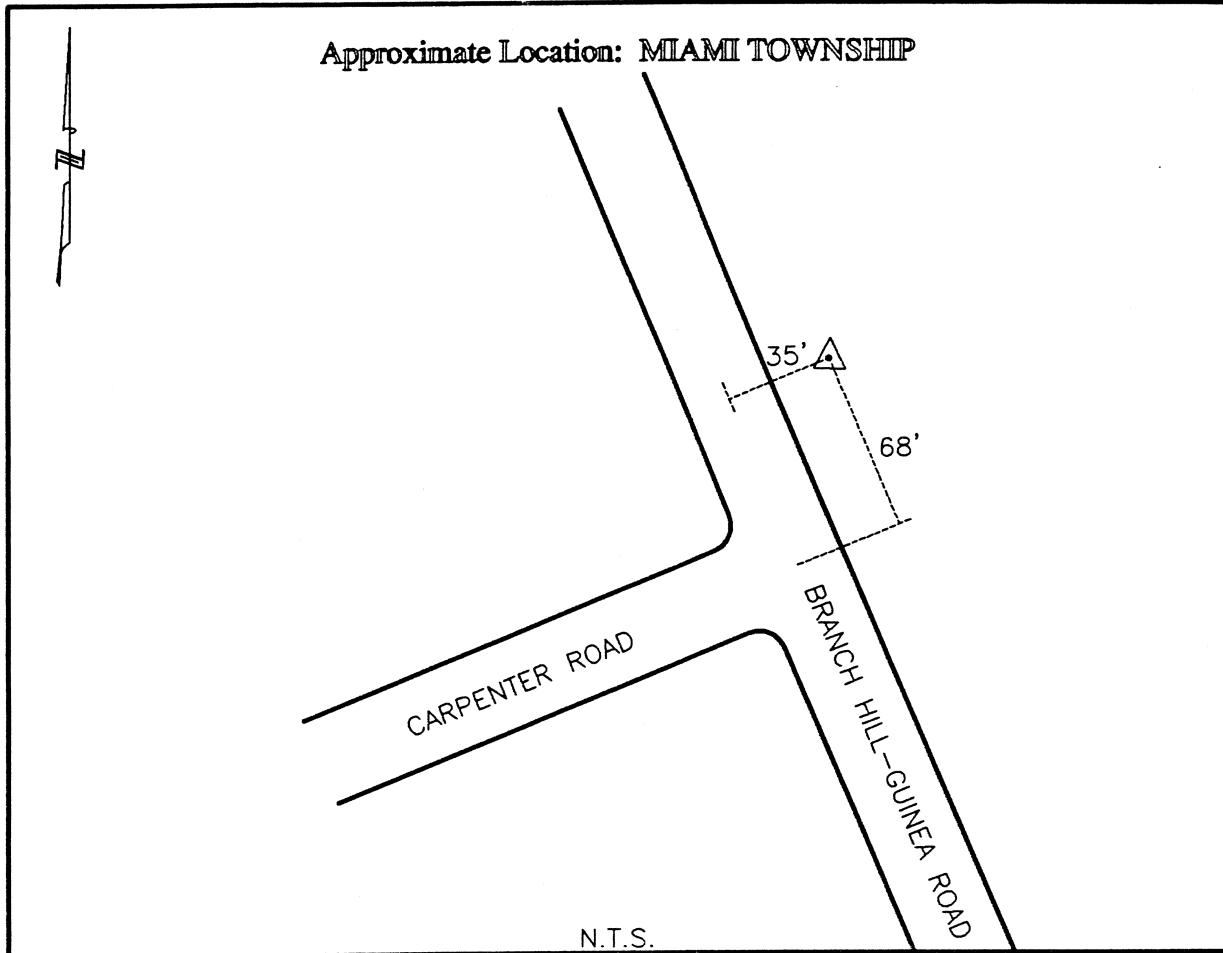 Approximate Location: MIAMI TOWNSHIP
N
35'
68'
CARPENTER ROAD
BRANCH HILL–GUINEA ROAD
N.T.S.